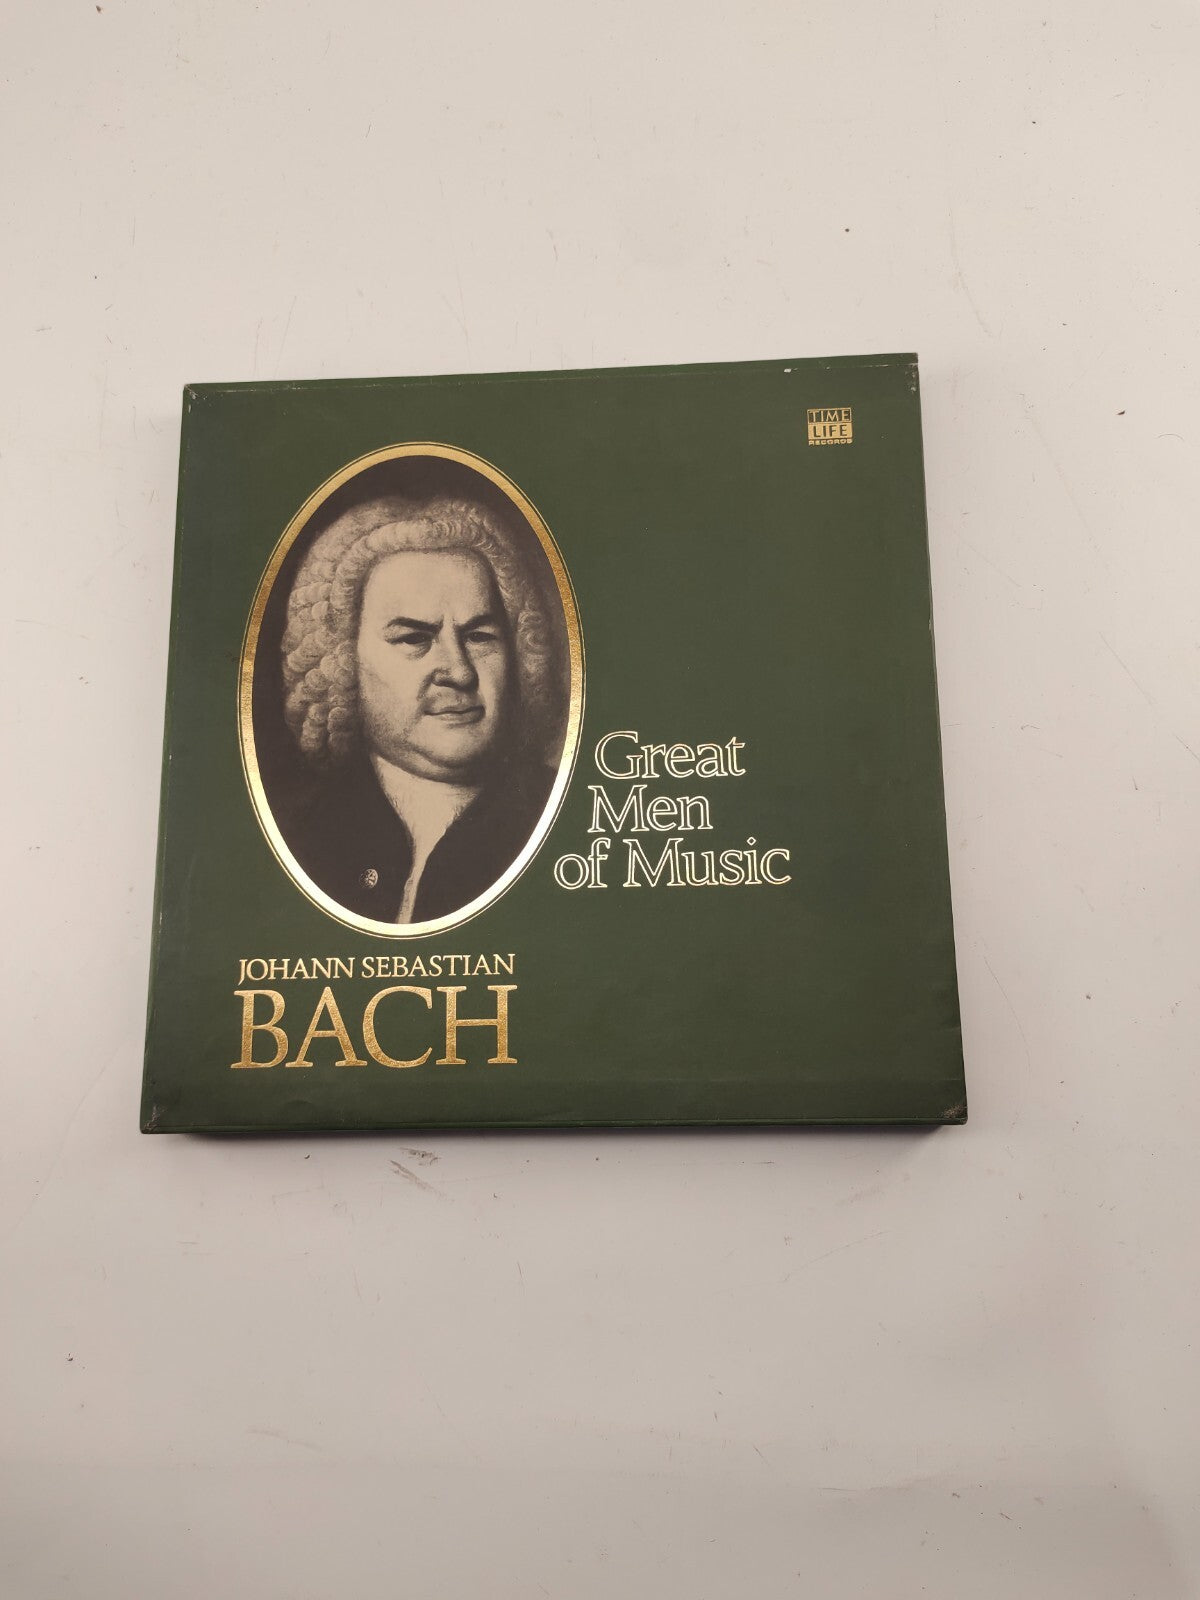 TIME
LIFE
RECORDS
Great
Men
of Music
JOHANN SEBASTIAN
BACH